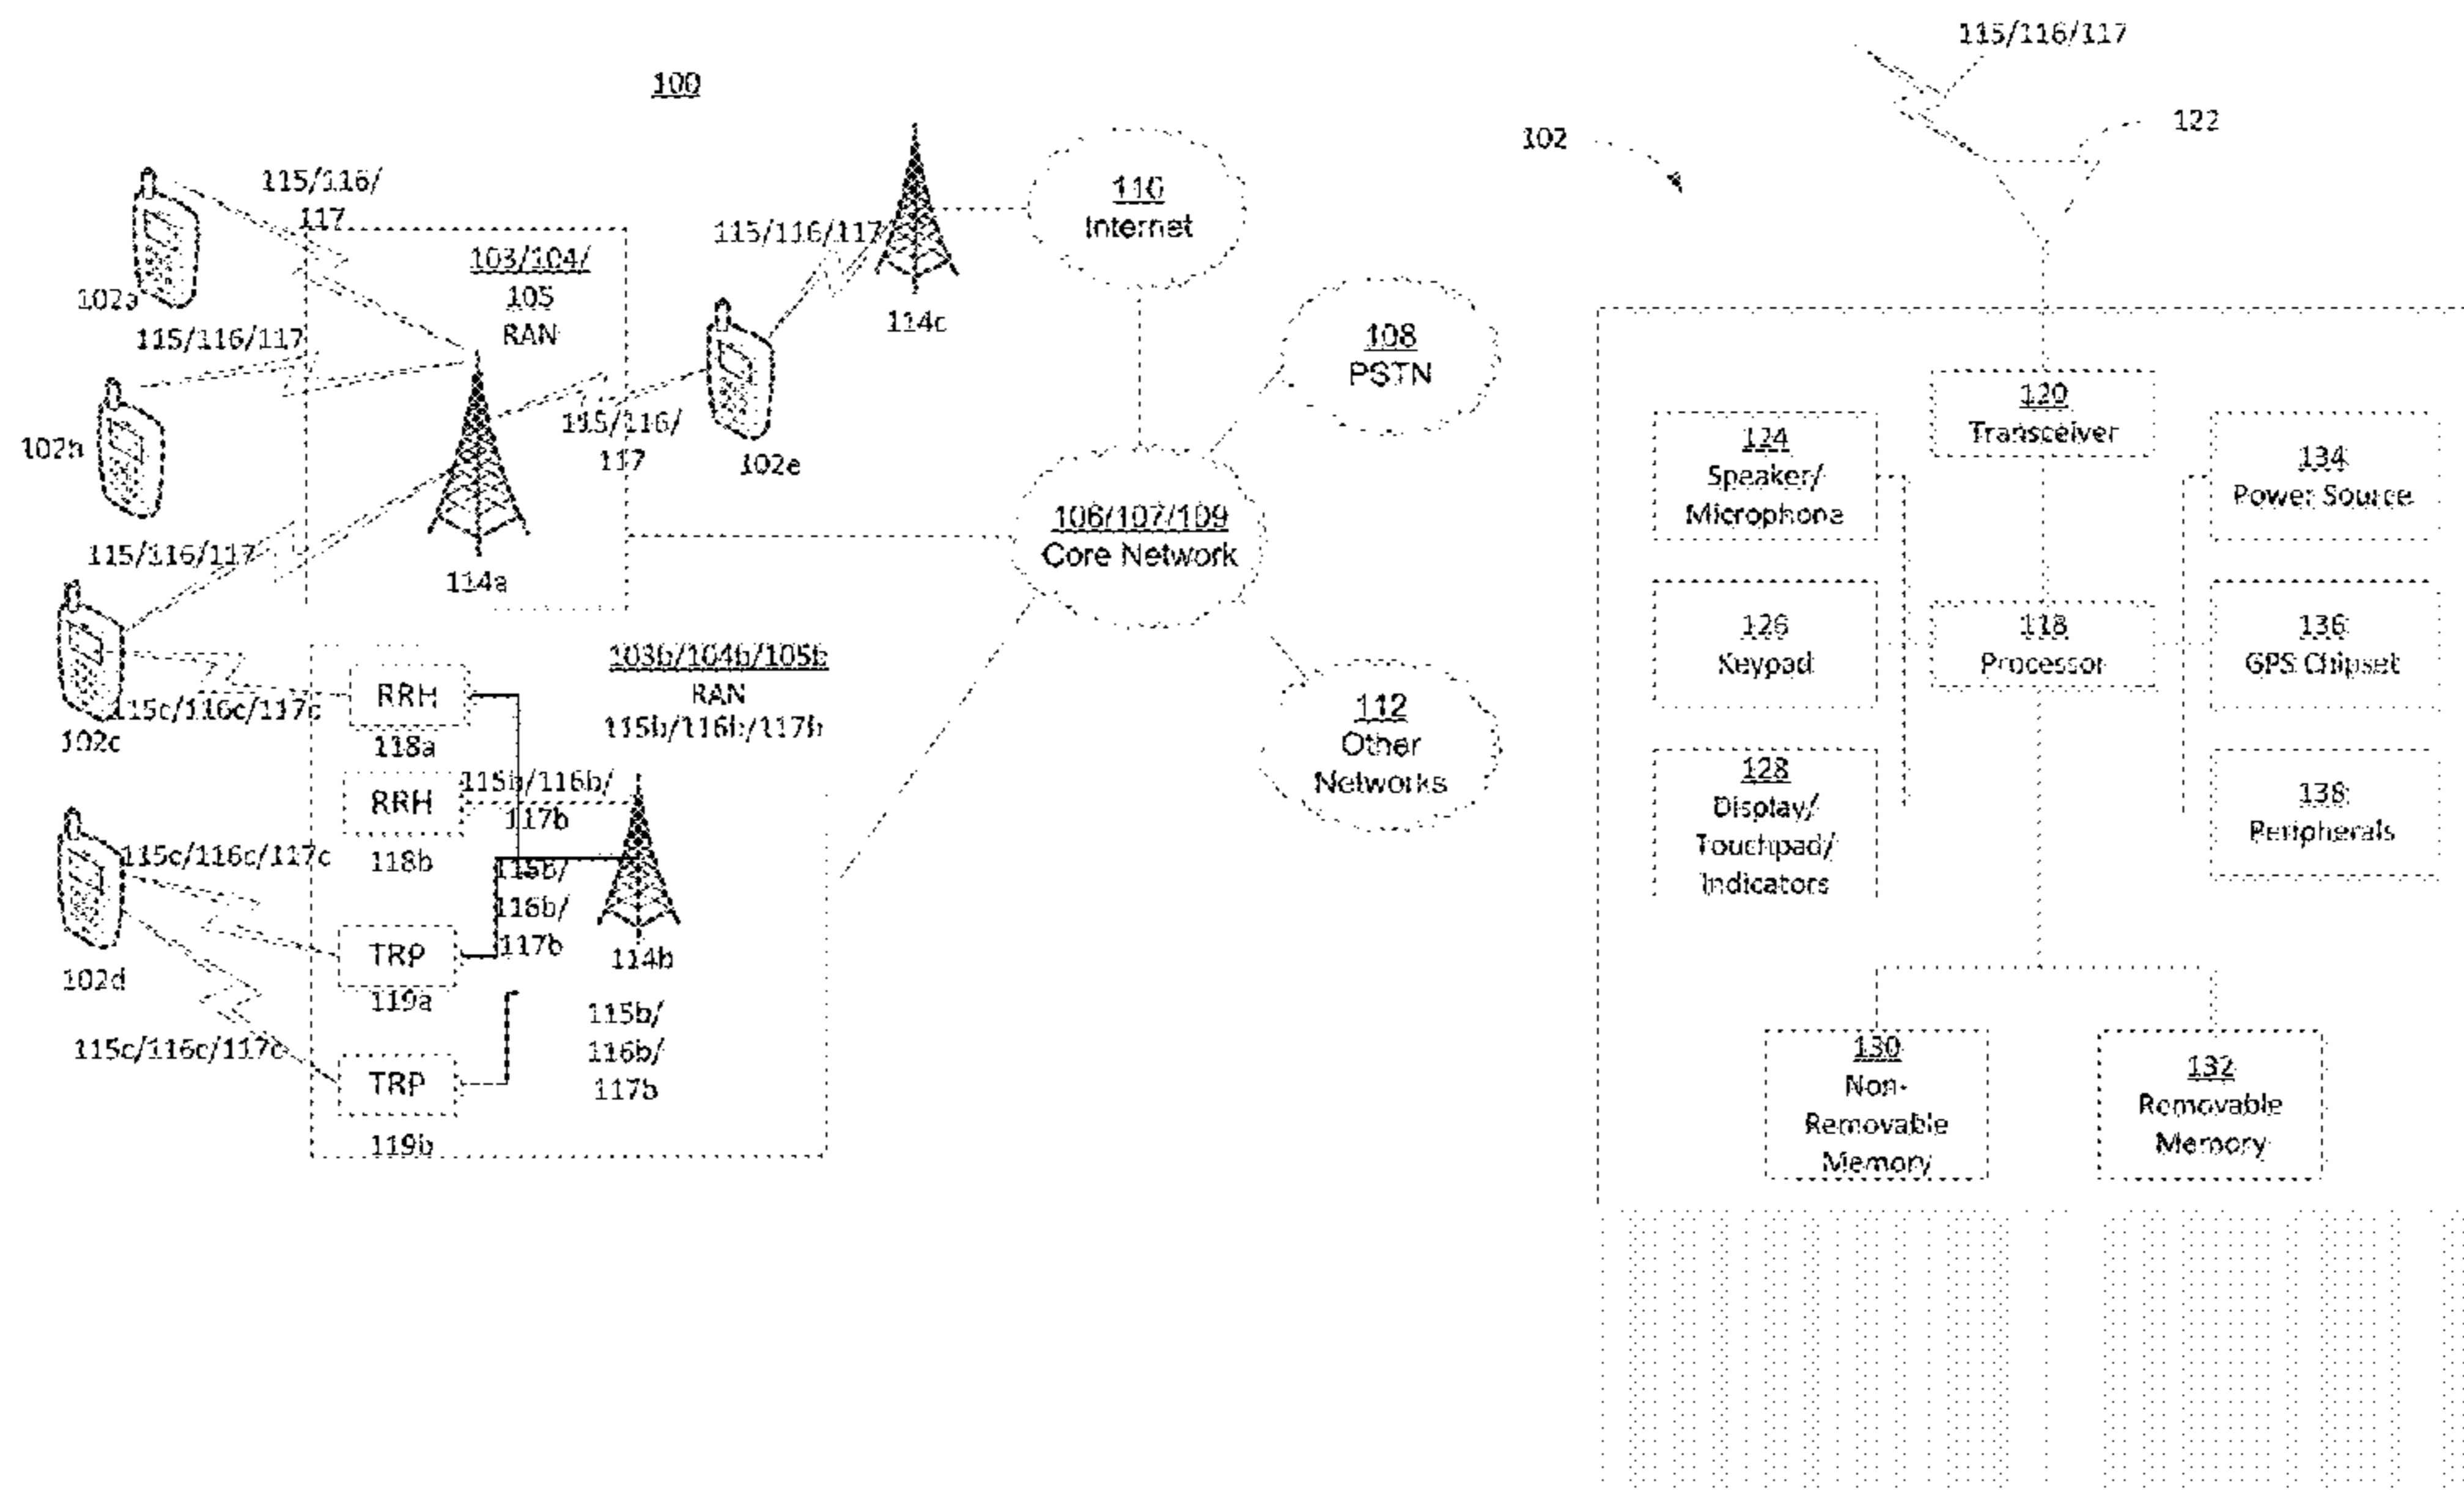 100
115/116/
117
102a
103/104/
105
RAN
115/116/117
102b
115/116/117
114c
110
Internet
108
PSTN
115/116/
117
102e
114a
115/116/117
106/107/109
Core Network
112
Other
Networks
103b/104b/105b
RAN
115b/116b/117b
RRH
118a
115c/116c/117c
102c
RRH
118b
115b/116b/
117b
115b/
116b/
117b
114b
115c/116c/117c
102d
TRP
119a
115b/
116b/
117b
115c/116c/117c
TRP
119b
115/116/117
102
122
120
Transceiver
124
Speaker/
Microphone
134
Power Source
126
Keypad
118
Processor
136
GPS Chipset
128
Display/
Touchpad/
Indicators
138
Peripherals
130
Non-
Removable
Memory
132
Removable
Memory